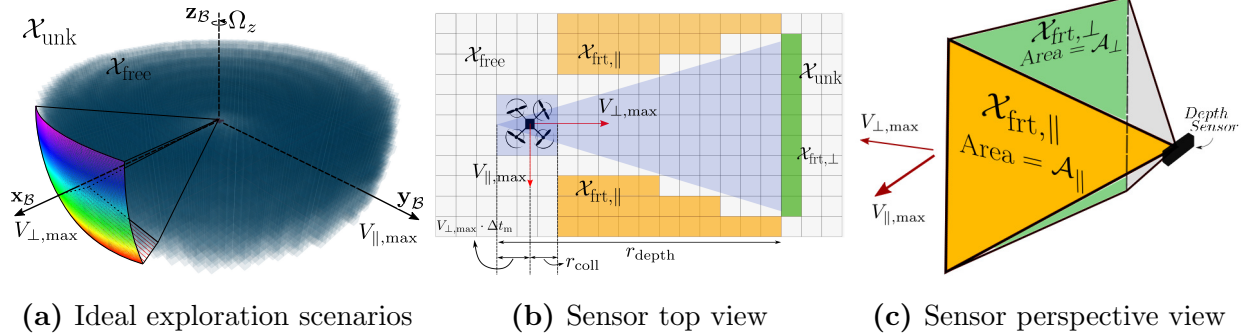 𝒳_unk
z_ℬ
Ω_z
𝒳_free
x_ℬ
V_⊥,max
y_ℬ
V_∥,max
(a) Ideal exploration scenarios
𝒳_free
𝒳_frt,∥
𝒳_unk
V_⊥,max
V_∥,max
𝒳_frt,⊥
𝒳_frt,∥
V_⊥,max · Δt_m
r_depth
r_coll
(b) Sensor top view
𝒳_frt,⊥
Area = 𝒜_⊥
𝒳_frt,∥
Area = 𝒜_∥
Depth
Sensor
V_⊥,max
V_∥,max
(c) Sensor perspective view